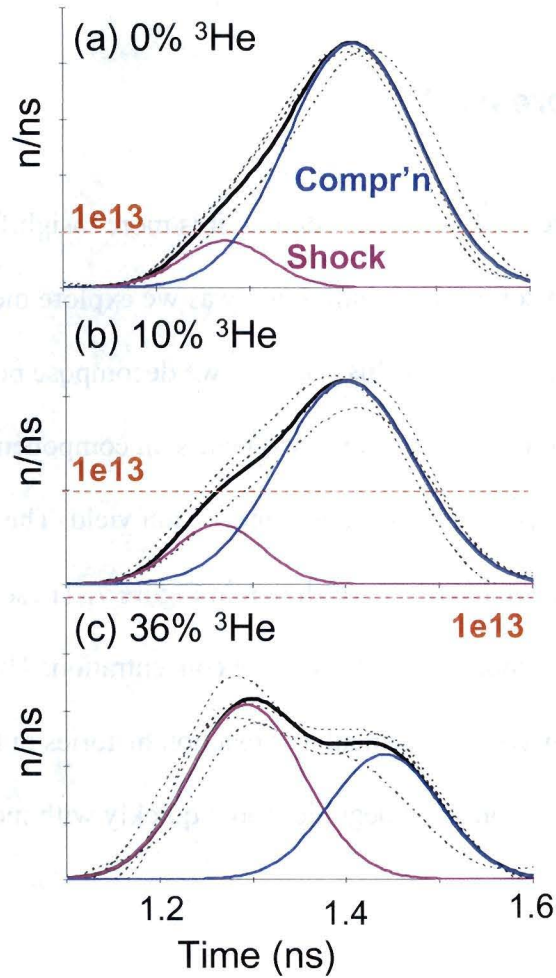 (a) 0% ³He
n/ns
Compr'n
1e13
Shock
(b) 10% ³He
n/ns
1e13
(c) 36% ³He
1e13
n/ns
1.2 1.4 1.6
Time (ns)